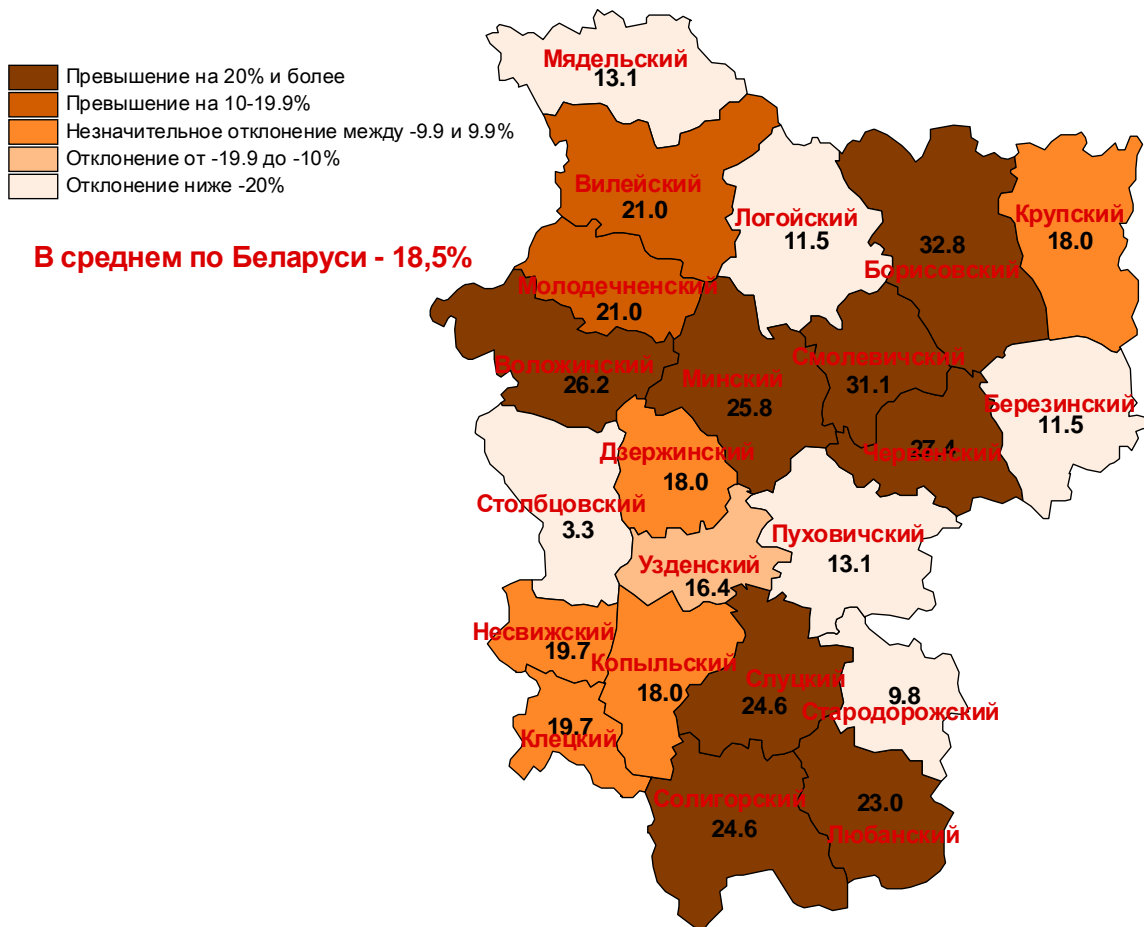 Превышение на 20% и более
Превышение на 10-19.9%
Незначительное отклонение между -9.9 и 9.9%
Отклонение от -19.9 до -10%
Отклонение ниже -20%
В среднем по Беларуси - 18,5%
Мядельский
13.1
Вилейский
21.0
Логойский
11.5
32.8
Борисовский
Крупский
18.0
Молодечненский
21.0
Воложинский
26.2
Минский
25.8
Смолевичский
31.1
Березинский
11.5
27.4
Червенский
Дзержинский
18.0
Столбцовский
3.3
Узденский
16.4
Пуховичский
13.1
Несвижский
19.7
Копыльский
18.0
Слуцкий
24.6
9.8
Стародорожский
19.7
Клецкий
Солигорский
24.6
23.0
Любанский